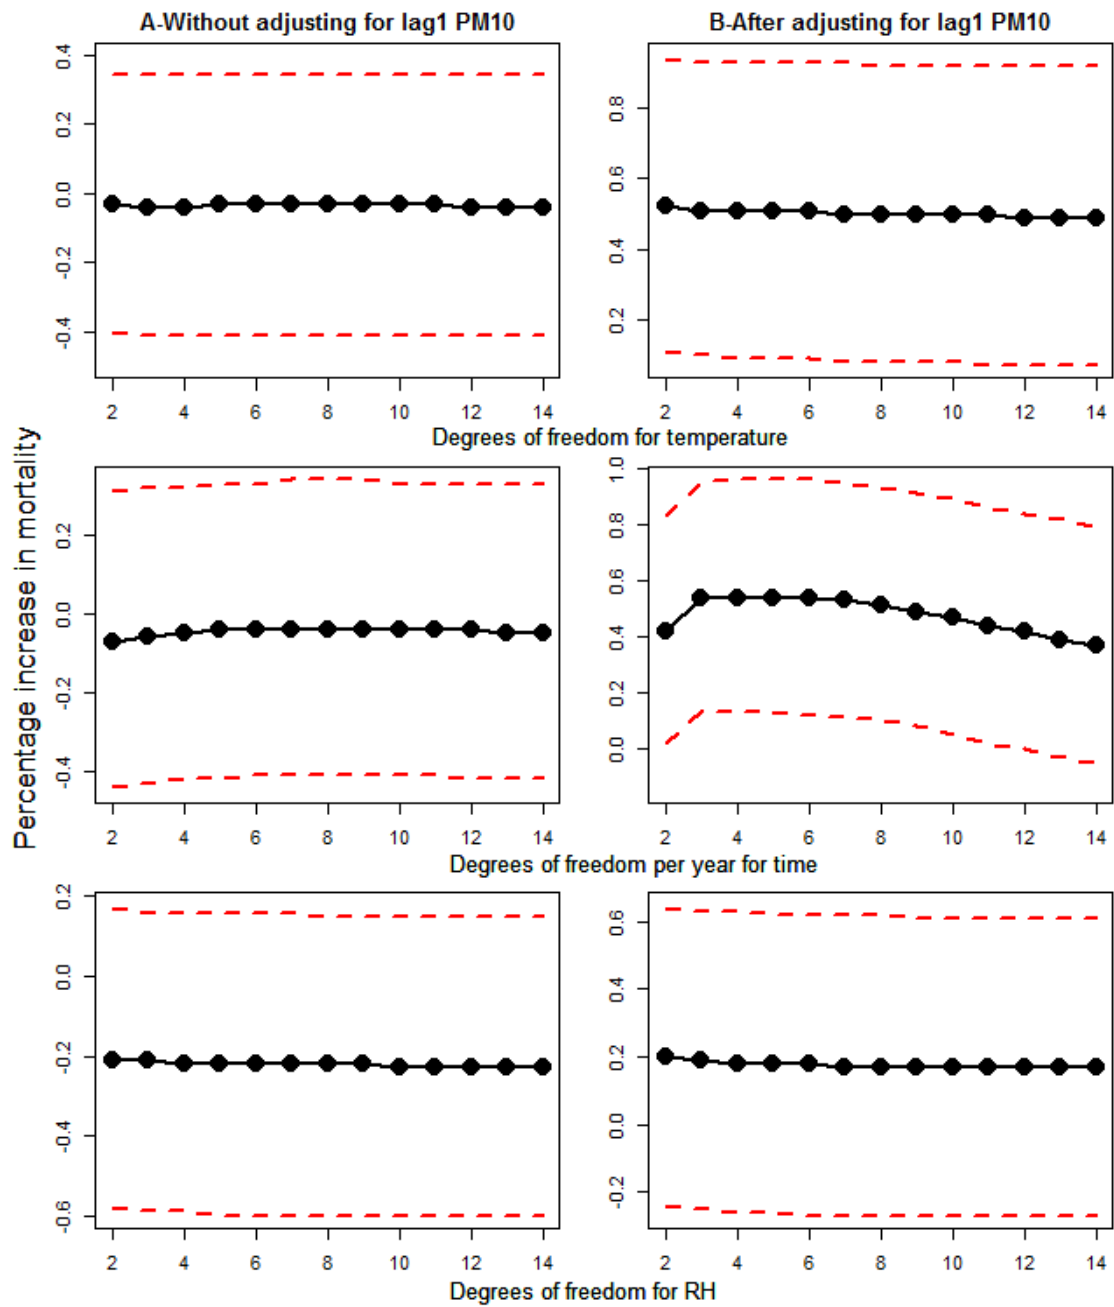 A-Without adjusting for lag1 PM10
B-After adjusting for lag1 PM10
0.4
0.2
0.0
-0.2
-0.4
2 4 6 8 10 12 14
0.8
0.6
0.4
0.2
2 4 6 8 10 12 14
Degrees of freedom for temperature
Percentage increase in mortality
0.2
0.0
-0.2
-0.4
2 4 6 8 10 12 14
1.0
0.8
0.6
0.4
0.2
0.0
2 4 6 8 10 12 14
Degrees of freedom per year for time
0.2
0.0
-0.2
-0.4
-0.6
2 4 6 8 10 12 14
0.6
0.4
0.2
0.0
-0.2
2 4 6 8 10 12 14
Degrees of freedom for RH